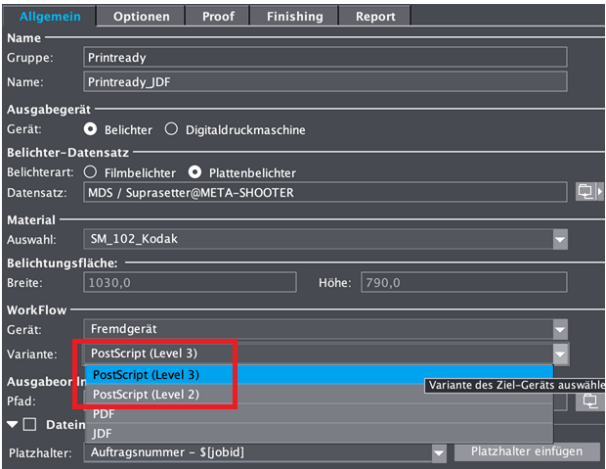 Allgemein Optionen Proof Finishing Report
Name
Gruppe: Printready
Name: Printready_JDF
Ausgabegerät
Gerät: Belichter Digitaldruckmaschine
Belichter-Datensatz
Belichterart: Filmbelichter Plattenbelichter
Datensatz: MDS / Suprasetter@META-SHOOTER
Material
Auswahl: SM_102_Kodak
Belichtungsfläche:
Breite: 1030,0 Höhe: 790,0
WorkFlow
Gerät: Fremdgerät
Variante: PostScript (Level 3)
PostScript (Level 3)
Ausgabeor
PostScript (Level 2)
Variante des Ziel-Geräts auswähle
Pfad:
PDF
Datein
JDF
Platzhalter: Auftragsnummer - $[jobid] Platzhalter einfügen